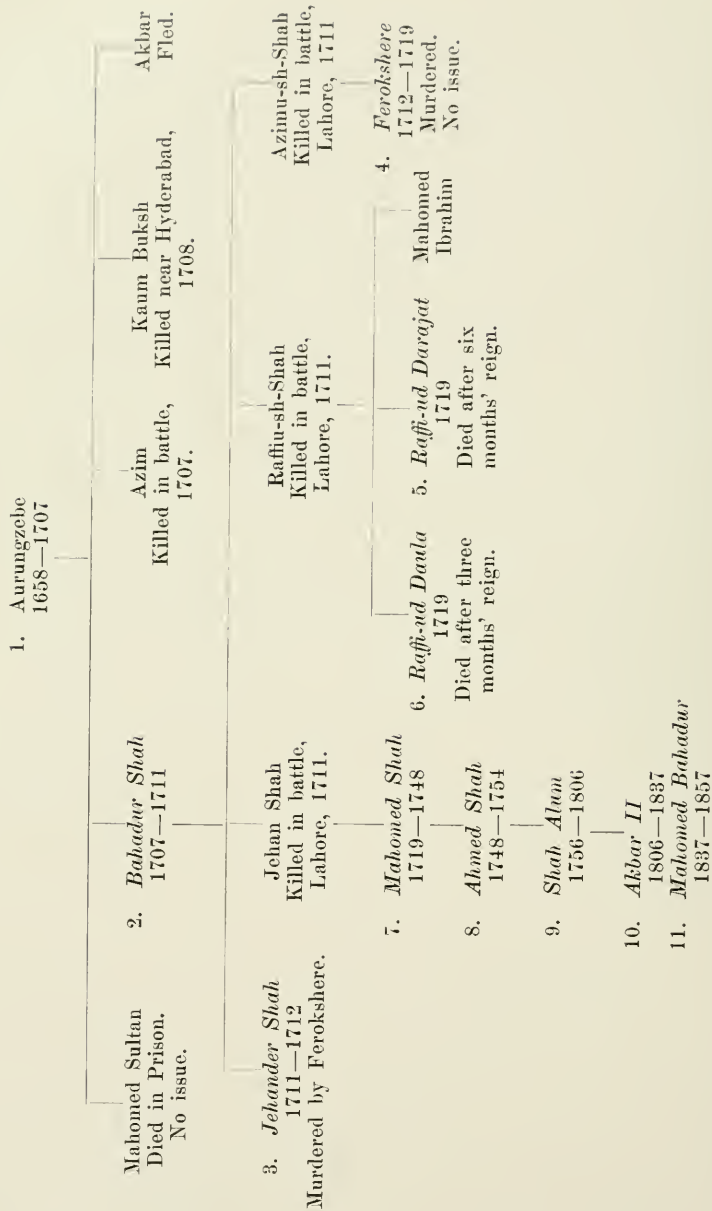 1. Aurungzebe
1658—1707
Mahomed Sultan
Died in Prison.
No issue.
2. Bahadur Shah
1707—1711
Azim
Killed in battle,
1707.
Kaum Buksh
Killed near Hyderabad,
1708.
Akbar
Fled.
3. Jehander Shah
1711—1712
Murdered by Ferokshere.
Jehan Shah
Killed in battle,
Lahore, 1711.
Raffiu-sh-Shah
Killed in battle,
Lahore, 1711.
Azimu-sh-Shah
Killed in battle,
Lahore, 1711
7. Mahomed Shah
1719—1748
6. Raffi-ud Daula
1719
Died after three
months' reign.
5. Raffi-ud Darajat
1719
Died after six
months' reign.
Mahomed
Ibrahim
4. Ferokshere
1712—1719
Murdered.
No issue.
8. Ahmed Shah
1748—1754
9. Shah Alum
1756—1806
10. Akbar II
1806—1837
11. Mahomed Bahadur
1837—1857